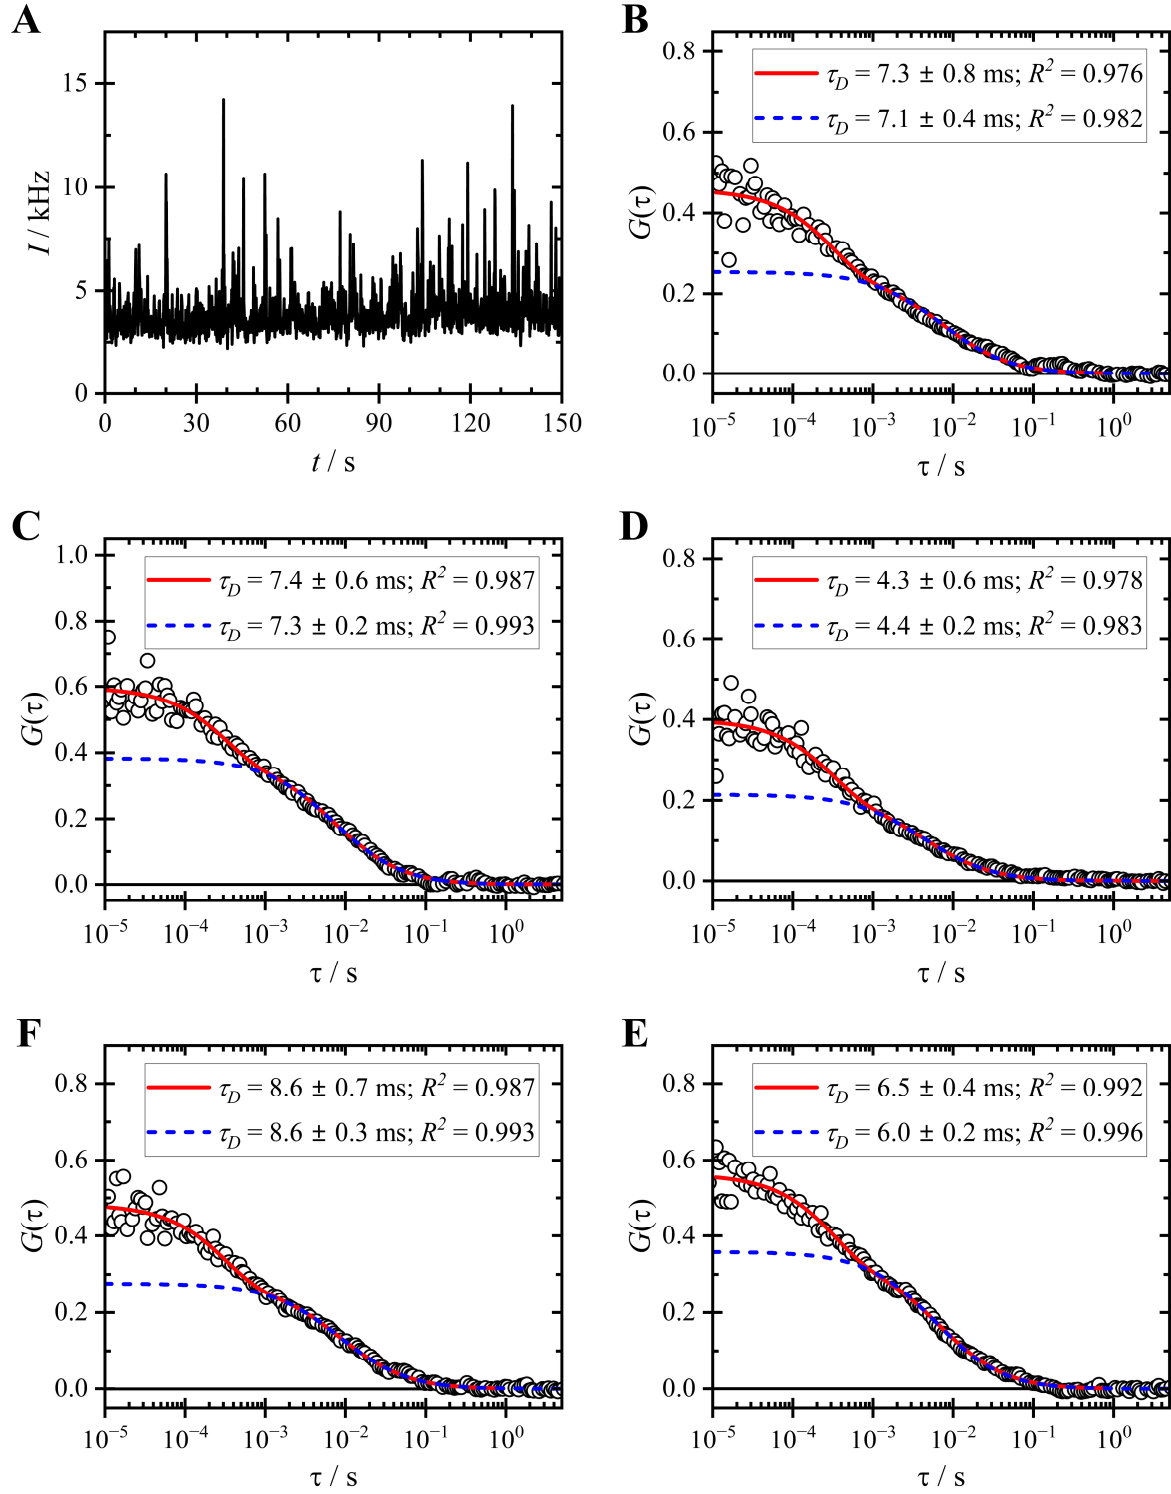 A
15
10
5
0
I / kHz
0 30 60 90 120 150
t / s
B
τD = 7.3 ± 0.8 ms; R² = 0.976
τD = 7.1 ± 0.4 ms; R² = 0.982
0.8
0.6
0.4
0.2
0.0
G(τ)
10⁻⁵ 10⁻⁴ 10⁻³ 10⁻² 10⁻¹ 10⁰
τ / s
C
τD = 7.4 ± 0.6 ms; R² = 0.987
τD = 7.3 ± 0.2 ms; R² = 0.993
1.0
0.8
0.6
0.4
0.2
0.0
G(τ)
10⁻⁵ 10⁻⁴ 10⁻³ 10⁻² 10⁻¹ 10⁰
τ / s
D
τD = 4.3 ± 0.6 ms; R² = 0.978
τD = 4.4 ± 0.2 ms; R² = 0.983
0.8
0.6
0.4
0.2
0.0
G(τ)
10⁻⁵ 10⁻⁴ 10⁻³ 10⁻² 10⁻¹ 10⁰
τ / s
F
τD = 8.6 ± 0.7 ms; R² = 0.987
τD = 8.6 ± 0.3 ms; R² = 0.993
0.8
0.6
0.4
0.2
0.0
G(τ)
10⁻⁵ 10⁻⁴ 10⁻³ 10⁻² 10⁻¹ 10⁰
τ / s
E
τD = 6.5 ± 0.4 ms; R² = 0.992
τD = 6.0 ± 0.2 ms; R² = 0.996
0.8
0.6
0.4
0.2
0.0
G(τ)
10⁻⁵ 10⁻⁴ 10⁻³ 10⁻² 10⁻¹ 10⁰
τ / s